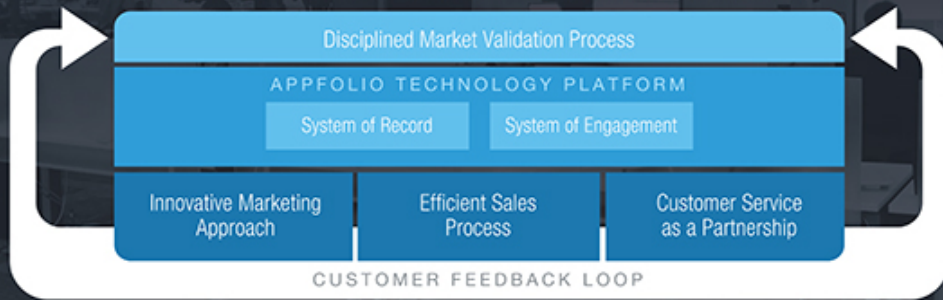 Disciplined Market Validation Process
APPFOLIO TECHNOLOGY PLATFORM
System of Record
System of Engagement
Innovative Marketing
Approach
Efficient Sales
Process
Customer Service
as a Partnership
CUSTOMER FEEDBACK LOOP